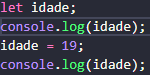 let idade;
console.log(idade);
idade = 19;
console.log(idade);